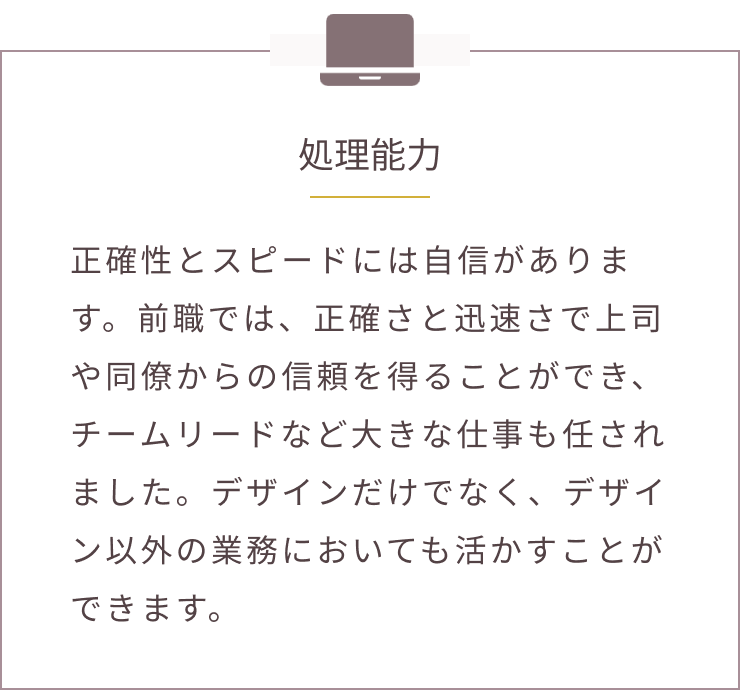 処理能力
正確性とスピードには自信がありま
す。前職では、正確さと迅速さで上司
や同僚からの信頼を得ることができ、
チームリードなど大きな仕事も任され
ました。デザインだけでなく、デザイ
ン以外の業務においても活かすことが
できます。